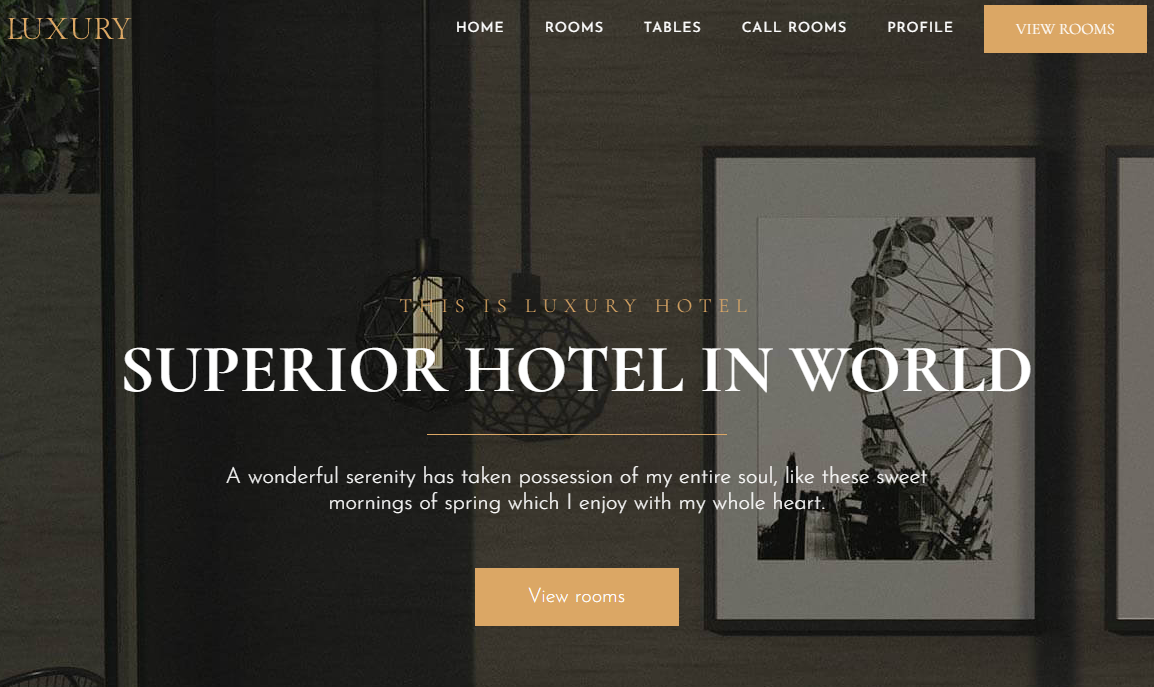 LUXURY
HOME ROOMS TABLES CALL ROOMS PROFILE VIEW ROOMS
THIS IS LUXURY HOTEL
SUPERIOR HOTEL IN WORLD
A wonderful serenity has taken possession of my entire soul, like these sweet
mornings of spring which I enjoy with my whole heart.
View rooms